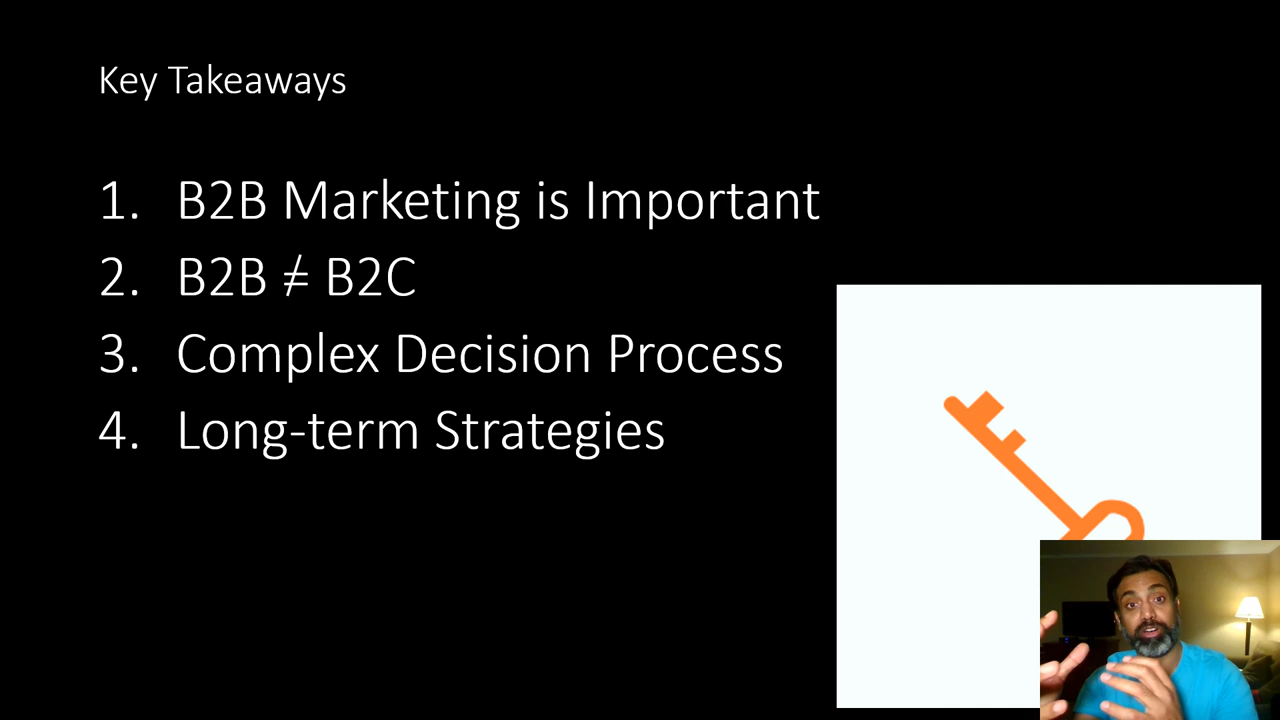 Key Takeaways
1. B2B Marketing is Important
2. B2B ≠ B2C
3. Complex Decision Process
4. Long-term Strategies